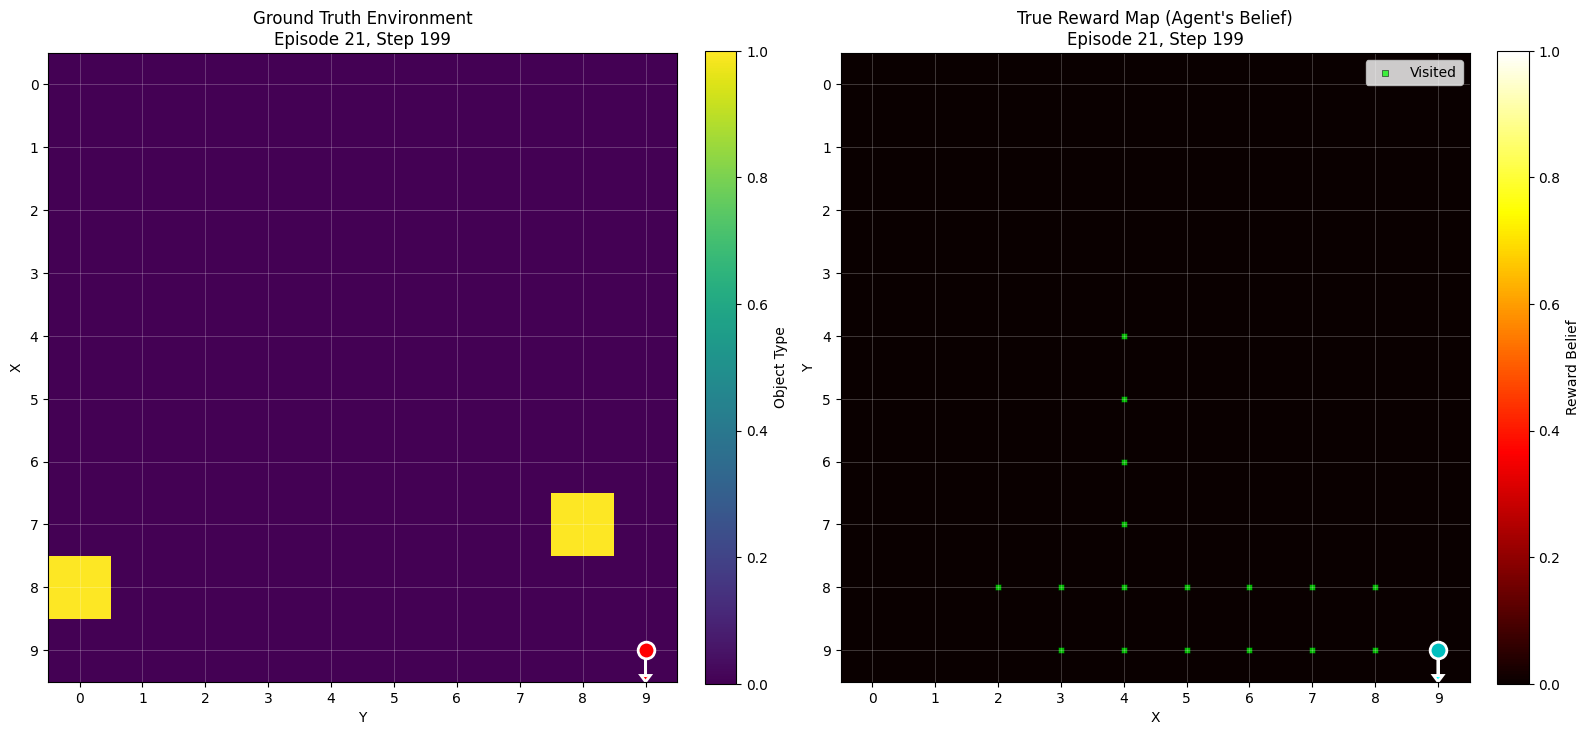 Ground Truth Environment
Episode 21, Step 199
0
1
2
3
4
5
6
7
8
9
X
0 1 2 3 4 5 6 7 8 9
Y
1.0
0.8
0.6
0.4
0.2
0.0
Object Type
True Reward Map (Agent's Belief)
Episode 21, Step 199
Visited
0
1
2
3
4
5
6
7
8
9
Y
0 1 2 3 4 5 6 7 8 9
X
1.0
0.8
0.6
0.4
0.2
0.0
Reward Belief